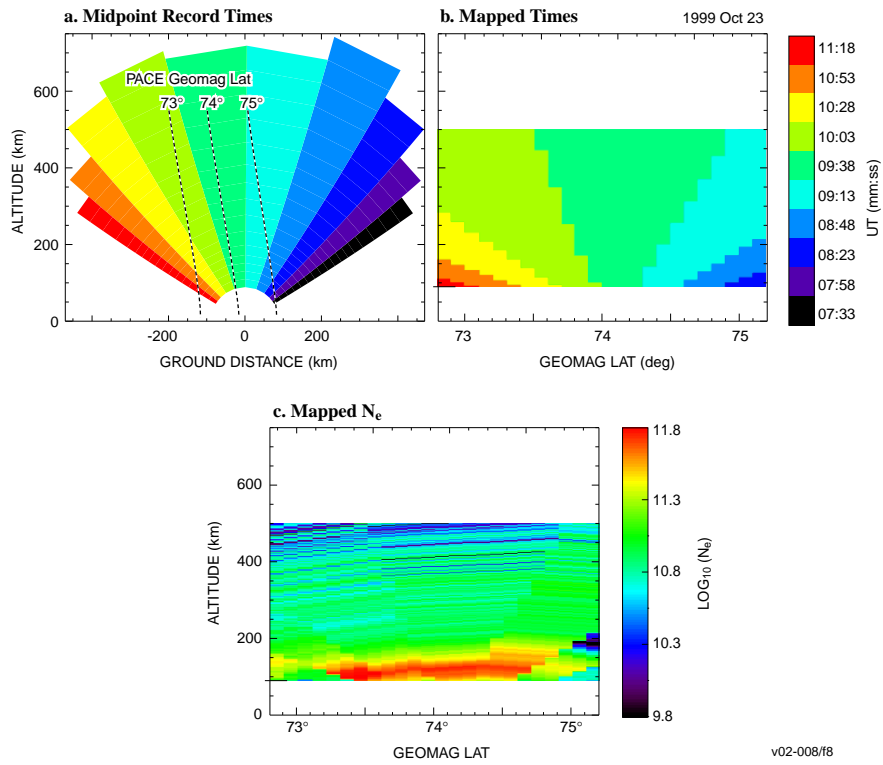 a. Midpoint Record Times
b. Mapped Times
1999 Oct 23
PACE Geomag Lat
73° 74° 75°
ALTITUDE (km)
600
400
200
0
-200 0 200
GROUND DISTANCE (km)
73 74 75
GEOMAG LAT (deg)
11:18
10:53
10:28
10:03
09:38
09:13
08:48
08:23
07:58
07:33
UT (mm:ss)
c. Mapped Ne
ALTITUDE (km)
600
400
200
0
73° 74° 75°
GEOMAG LAT
11.8
11.3
10.8
10.3
9.8
LOG10 (Ne)
v02-008/f8